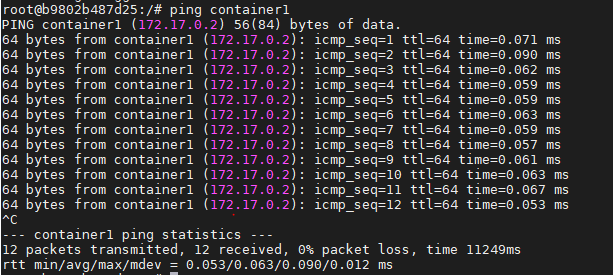 root@b9802b487d25:/# ping container1
PING container1 (172.17.0.2) 56(84) bytes of data.
64 bytes from container1 (172.17.0.2): icmp_seq=1 ttl=64 time=0.071 ms
64 bytes from container1 (172.17.0.2): icmp_seq=2 ttl=64 time=0.090 ms
64 bytes from container1 (172.17.0.2): icmp_seq=3 ttl=64 time=0.062 ms
64 bytes from container1 (172.17.0.2): icmp_seq=4 ttl=64 time=0.059 ms
64 bytes from container1 (172.17.0.2): icmp_seq=5 ttl=64 time=0.059 ms
64 bytes from container1 (172.17.0.2): icmp_seq=6 ttl=64 time=0.063 ms
64 bytes from container1 (172.17.0.2): icmp_seq=7 ttl=64 time=0.059 ms
64 bytes from container1 (172.17.0.2): icmp_seq=8 ttl=64 time=0.057 ms
64 bytes from container1 (172.17.0.2): icmp_seq=9 ttl=64 time=0.061 ms
64 bytes from container1 (172.17.0.2): icmp_seq=10 ttl=64 time=0.063 ms
64 bytes from container1 (172.17.0.2): icmp_seq=11 ttl=64 time=0.067 ms
64 bytes from container1 (172.17.0.2): icmp_seq=12 ttl=64 time=0.053 ms
^C
--- container1 ping statistics ---
12 packets transmitted, 12 received, 0% packet loss, time 11249ms
rtt min/avg/max/mdev = 0.053/0.063/0.090/0.012 ms